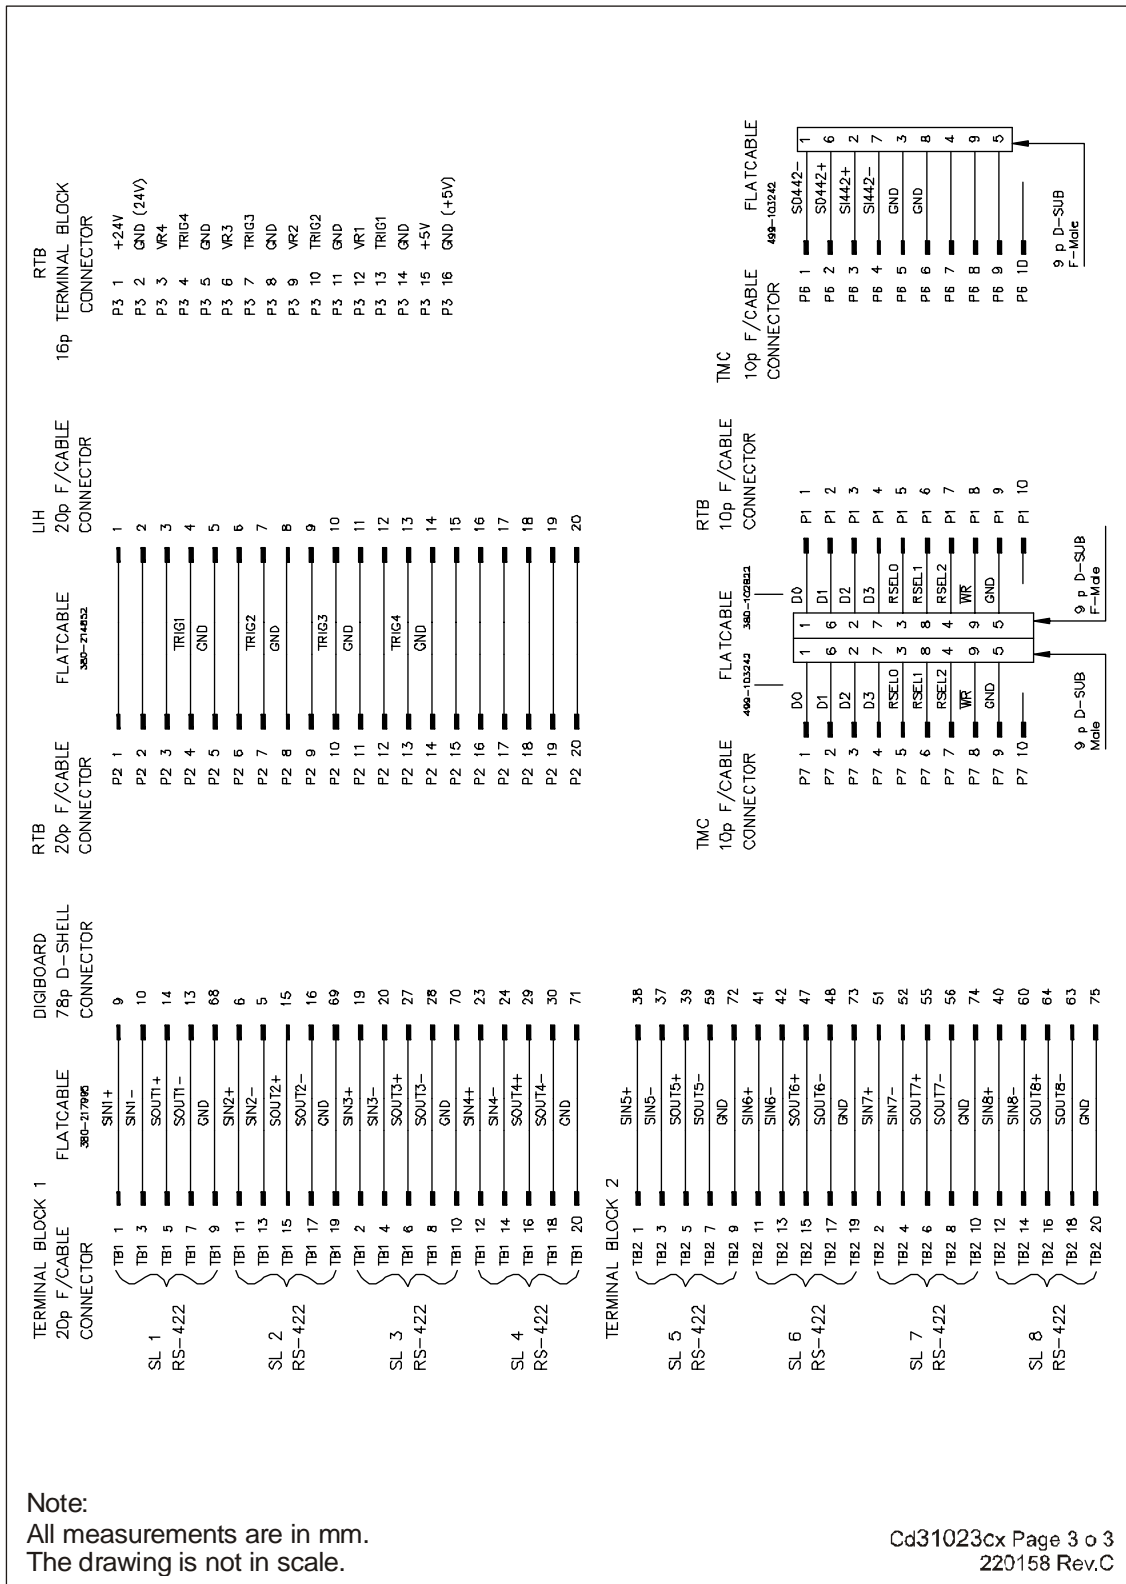 TERMINAL BLOCK 1
20p F/CABLE
CONNECTOR
FLATCABLE
380-217995
DIGIBOARD
78p D-SHELL
CONNECTOR
TB1 1 SIN1+ 9
TB1 3 SIN1- 10
TB1 5 SOUT1+ 14
TB1 7 SOUT1- 13
TB1 9 GND 68
SL 1
RS-422
TB1 11 SIN2+ 6
TB1 13 SIN2- 5
TB1 15 SOUT2+ 15
TB1 17 SOUT2- 16
TB1 19 GND 69
SL 2
RS-422
TB1 2 SIN3+ 19
TB1 4 SIN3- 20
TB1 6 SOUT3+ 27
TB1 8 SOUT3- 28
TB1 10 GND 70
SL 3
RS-422
TB1 12 SIN4+ 23
TB1 14 SIN4- 24
TB1 16 SOUT4+ 29
TB1 18 SOUT4- 30
TB1 20 GND 71
SL 4
RS-422
TERMINAL BLOCK 2
TB2 1 SIN5+ 38
TB2 3 SIN5- 37
TB2 5 SOUT5+ 39
TB2 7 SOUT5- 59
TB2 9 GND 72
SL 5
RS-422
TB2 11 SIN6+ 41
TB2 13 SIN6- 42
TB2 15 SOUT6+ 47
TB2 17 SOUT6- 48
TB2 19 GND 73
SL 6
RS-422
TB2 2 SIN7+ 51
TB2 4 SIN7- 52
TB2 6 SOUT7+ 55
TB2 8 SOUT7- 56
TB2 10 GND 74
SL 7
RS-422
TB2 12 SIN8+ 40
TB2 14 SIN8- 60
TB2 16 SOUT8+ 64
TB2 18 SOUT8- 63
TB2 20 GND 75
SL 8
RS-422
RTB
20p F/CABLE
CONNECTOR
FLATCABLE
LIH
20p F/CABLE
CONNECTOR
P2 1 1
P2 2 2
P2 3 3
P2 4 TRIG1 4
P2 5 GND 5
P2 6 6
P2 7 TRIG2 7
P2 8 GND 8
P2 9 9
P2 10 TRIG3 10
P2 11 GND 11
P2 12 12
P2 13 TRIG4 13
P2 14 GND 14
P2 15 15
P2 16 16
P2 17 17
P2 18 18
P2 19 19
P2 20 20
RTB
16p TERMINAL BLOCK
CONNECTOR
P3 1 +24V
P3 2 GND (24V)
P3 3 VR4
P3 4 TRIG4
P3 5 GND
P3 6 VR3
P3 7 TRIG3
P3 8 GND
P3 9 VR2
P3 10 TRIG2
P3 11 GND
P3 12 VR1
P3 13 TRIG1
P3 14 GND
P3 15 +5V
P3 16 GND (+5V)
TMC
10p F/CABLE
CONNECTOR
FLATCABLE
499-103242
380-102822
RTB
10p F/CABLE
CONNECTOR
P7 1 D0 1 1 D0 P1 1
P7 2 D1 6 6 D1 P1 2
P7 3 D2 2 2 D2 P1 3
P7 4 D3 7 7 D3 P1 4
P7 5 RSEL0 3 3 RSEL0 P1 5
P7 6 RSEL1 8 8 RSEL1 P1 6
P7 7 RSEL2 4 4 RSEL2 P1 7
P7 8 WR 9 9 WR P1 8
P7 9 GND 5 5 GND P1 9
P7 10 P1 10
9 p D-SUB
Male
9 p D-SUB
F-Male
TMC
10p F/CABLE
CONNECTOR
FLATCABLE
499-103242
P6 1 SD442- 1
P6 2 SD442+ 6
P6 3 SI442+ 2
P6 4 SI442- 7
P6 5 GND 3
P6 6 GND 8
P6 7 4
P6 8 9
P6 9 5
P6 10
9 p D-SUB
F-Male
Note:
All measurements are in mm.
The drawing is not in scale.
Cd31023cx Page 3 o 3
220158 Rev.C